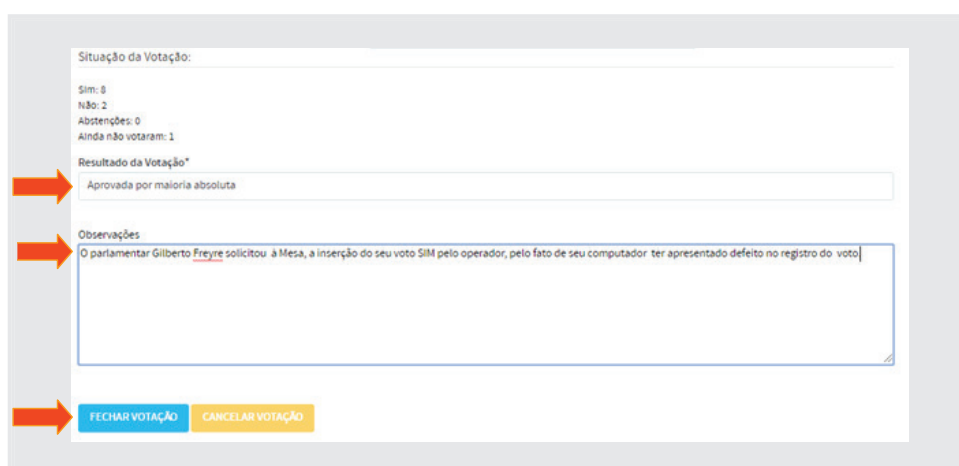 Situação da Votação:
Sim: 8
Não: 2
Abstenções: 0
Ainda não votaram: 1
Resultado da Votação*
Aprovada por maioria absoluta
Observações
O parlamentar Gilberto Freyre solicitou à Mesa, a inserção do seu voto SIM pelo operador, pelo fato de seu computador ter apresentado defeito no registro do voto
FECHAR VOTAÇÃO
CANCELAR VOTAÇÃO